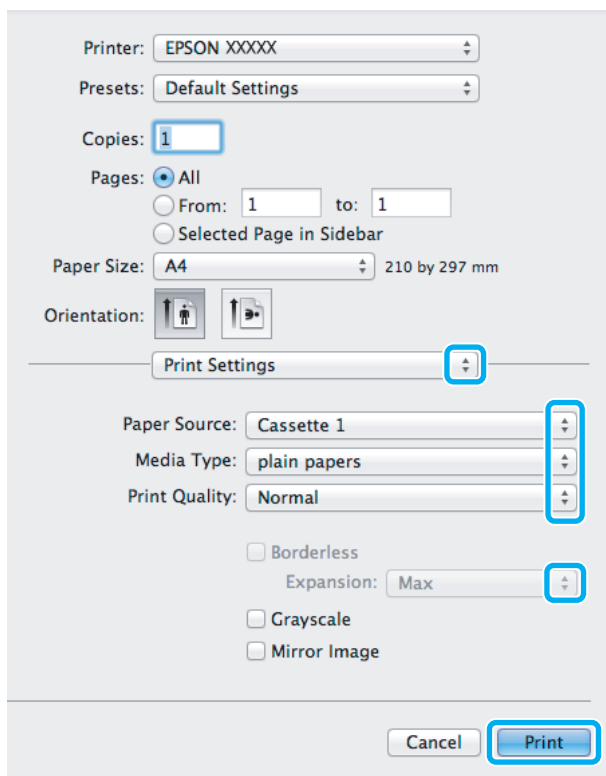 Printer: EPSON XXXXX
Presets: Default Settings
Copies: 1
Pages: All
From: 1 to: 1
Selected Page in Sidebar
Paper Size: A4 210 by 297 mm
Orientation:
Print Settings
Paper Source: Cassette 1
Media Type: plain papers
Print Quality: Normal
Borderless
Expansion: Max
Grayscale
Mirror Image
Cancel Print